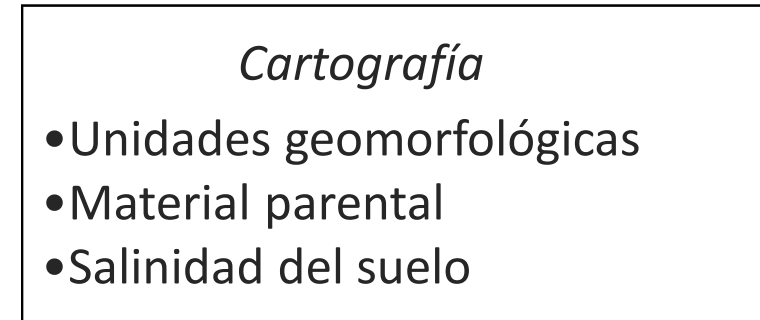 Cartografía
•Unidades geomorfológicas
•Material parental
•Salinidad del suelo